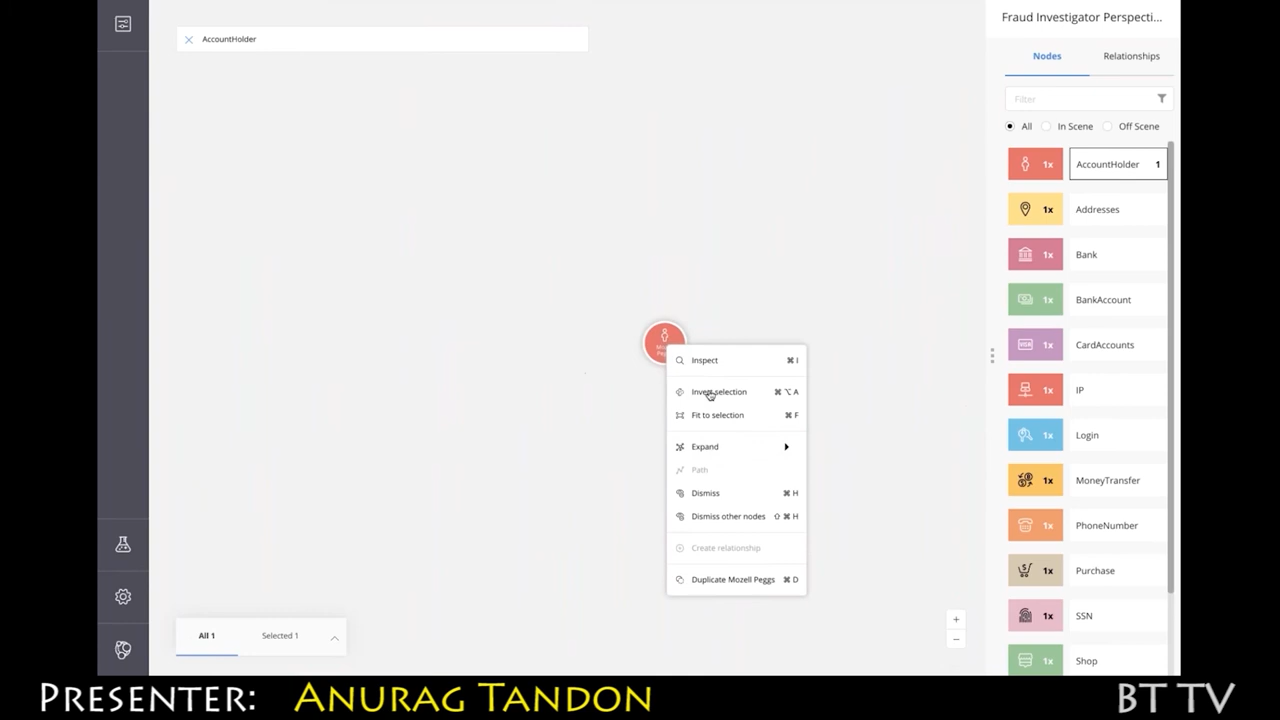 AccountHolder
Fraud Investigator Perspecti...
Nodes
Relationships
Filter
All
In Scene
Off Scene
1x AccountHolder 1
1x Addresses
1x Bank
1x BankAccount
1x CardAccounts
1x IP
1x Login
1x MoneyTransfer
1x PhoneNumber
1x Purchase
1x SSN
1x Shop
Inspect ⌘ I
Invert selection ⌘ ⌥ A
Fit to selection ⌘ F
Expand
Path
Dismiss ⌘ H
Dismiss other nodes ⇧ ⌘ H
Create relationship
Duplicate Mozell Peggs ⌘ D
All 1
Selected 1
+
−
PRESENTER: ANURAG TANDON
BT TV